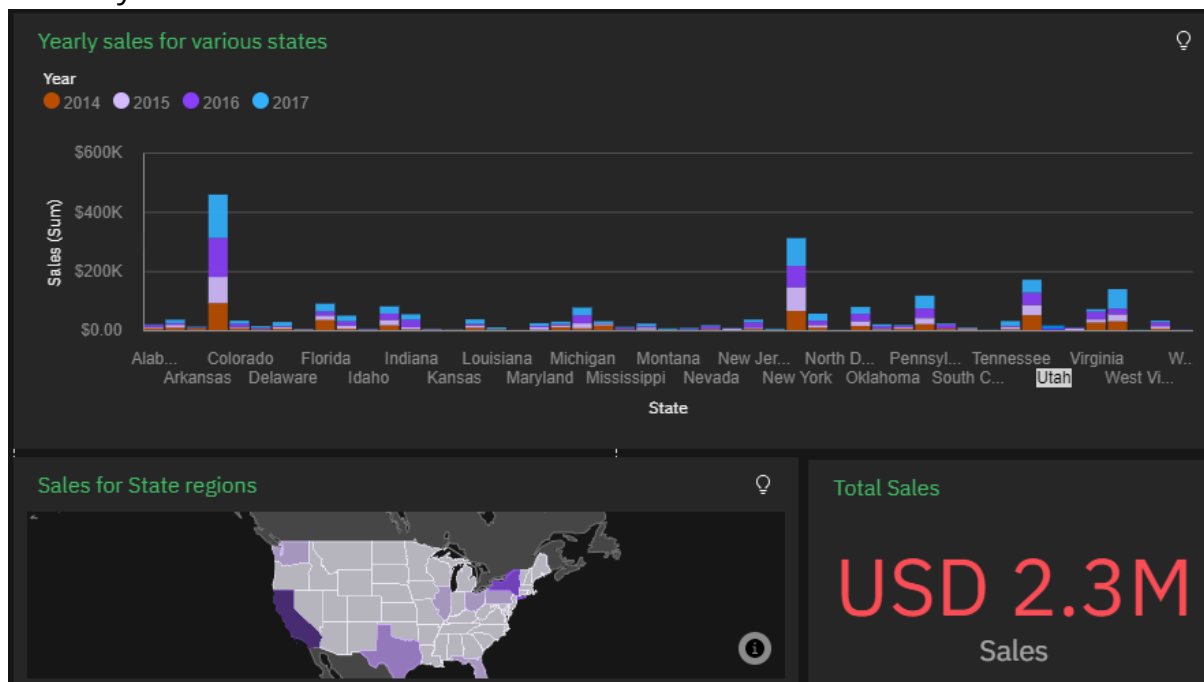 Yearly sales for various states
Year
2014 2015 2016 2017
$600K
$400K
$200K
$0.00
Sales (Sum)
Alab... Colorado Florida Indiana Louisiana Michigan Montana New Jer... North D... Pennsyl... Tennessee Virginia W...
Arkansas Delaware Idaho Kansas Maryland Mississippi Nevada New York Oklahoma South C... Utah West Vi...
State
Sales for State regions
Total Sales
USD 2.3M
Sales